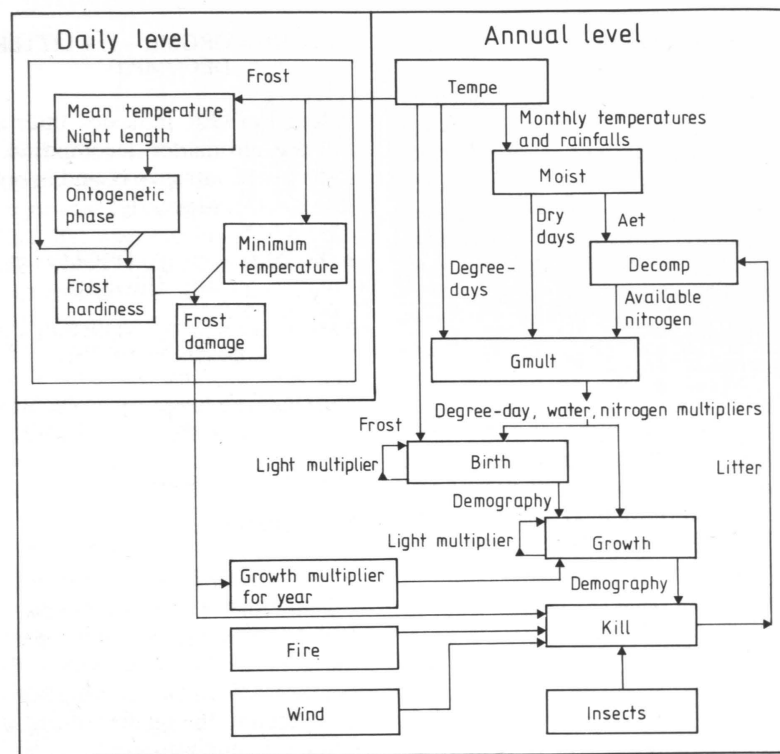 Daily level
Annual level
Frost
Tempe
Mean temperature
Night length
Monthly temperatures
and rainfalls
Moist
Ontogenetic
phase
Dry
days
Aet
Minimum
temperature
Degree-
days
Decomp
Frost
hardiness
Available
nitrogen
Frost
damage
Gmult
Degree-day, water, nitrogen multipliers
Frost
Light multiplier
Birth
Litter
Demography
Light multiplier
Growth
Growth multiplier
for year
Demography
Kill
Fire
Wind
Insects